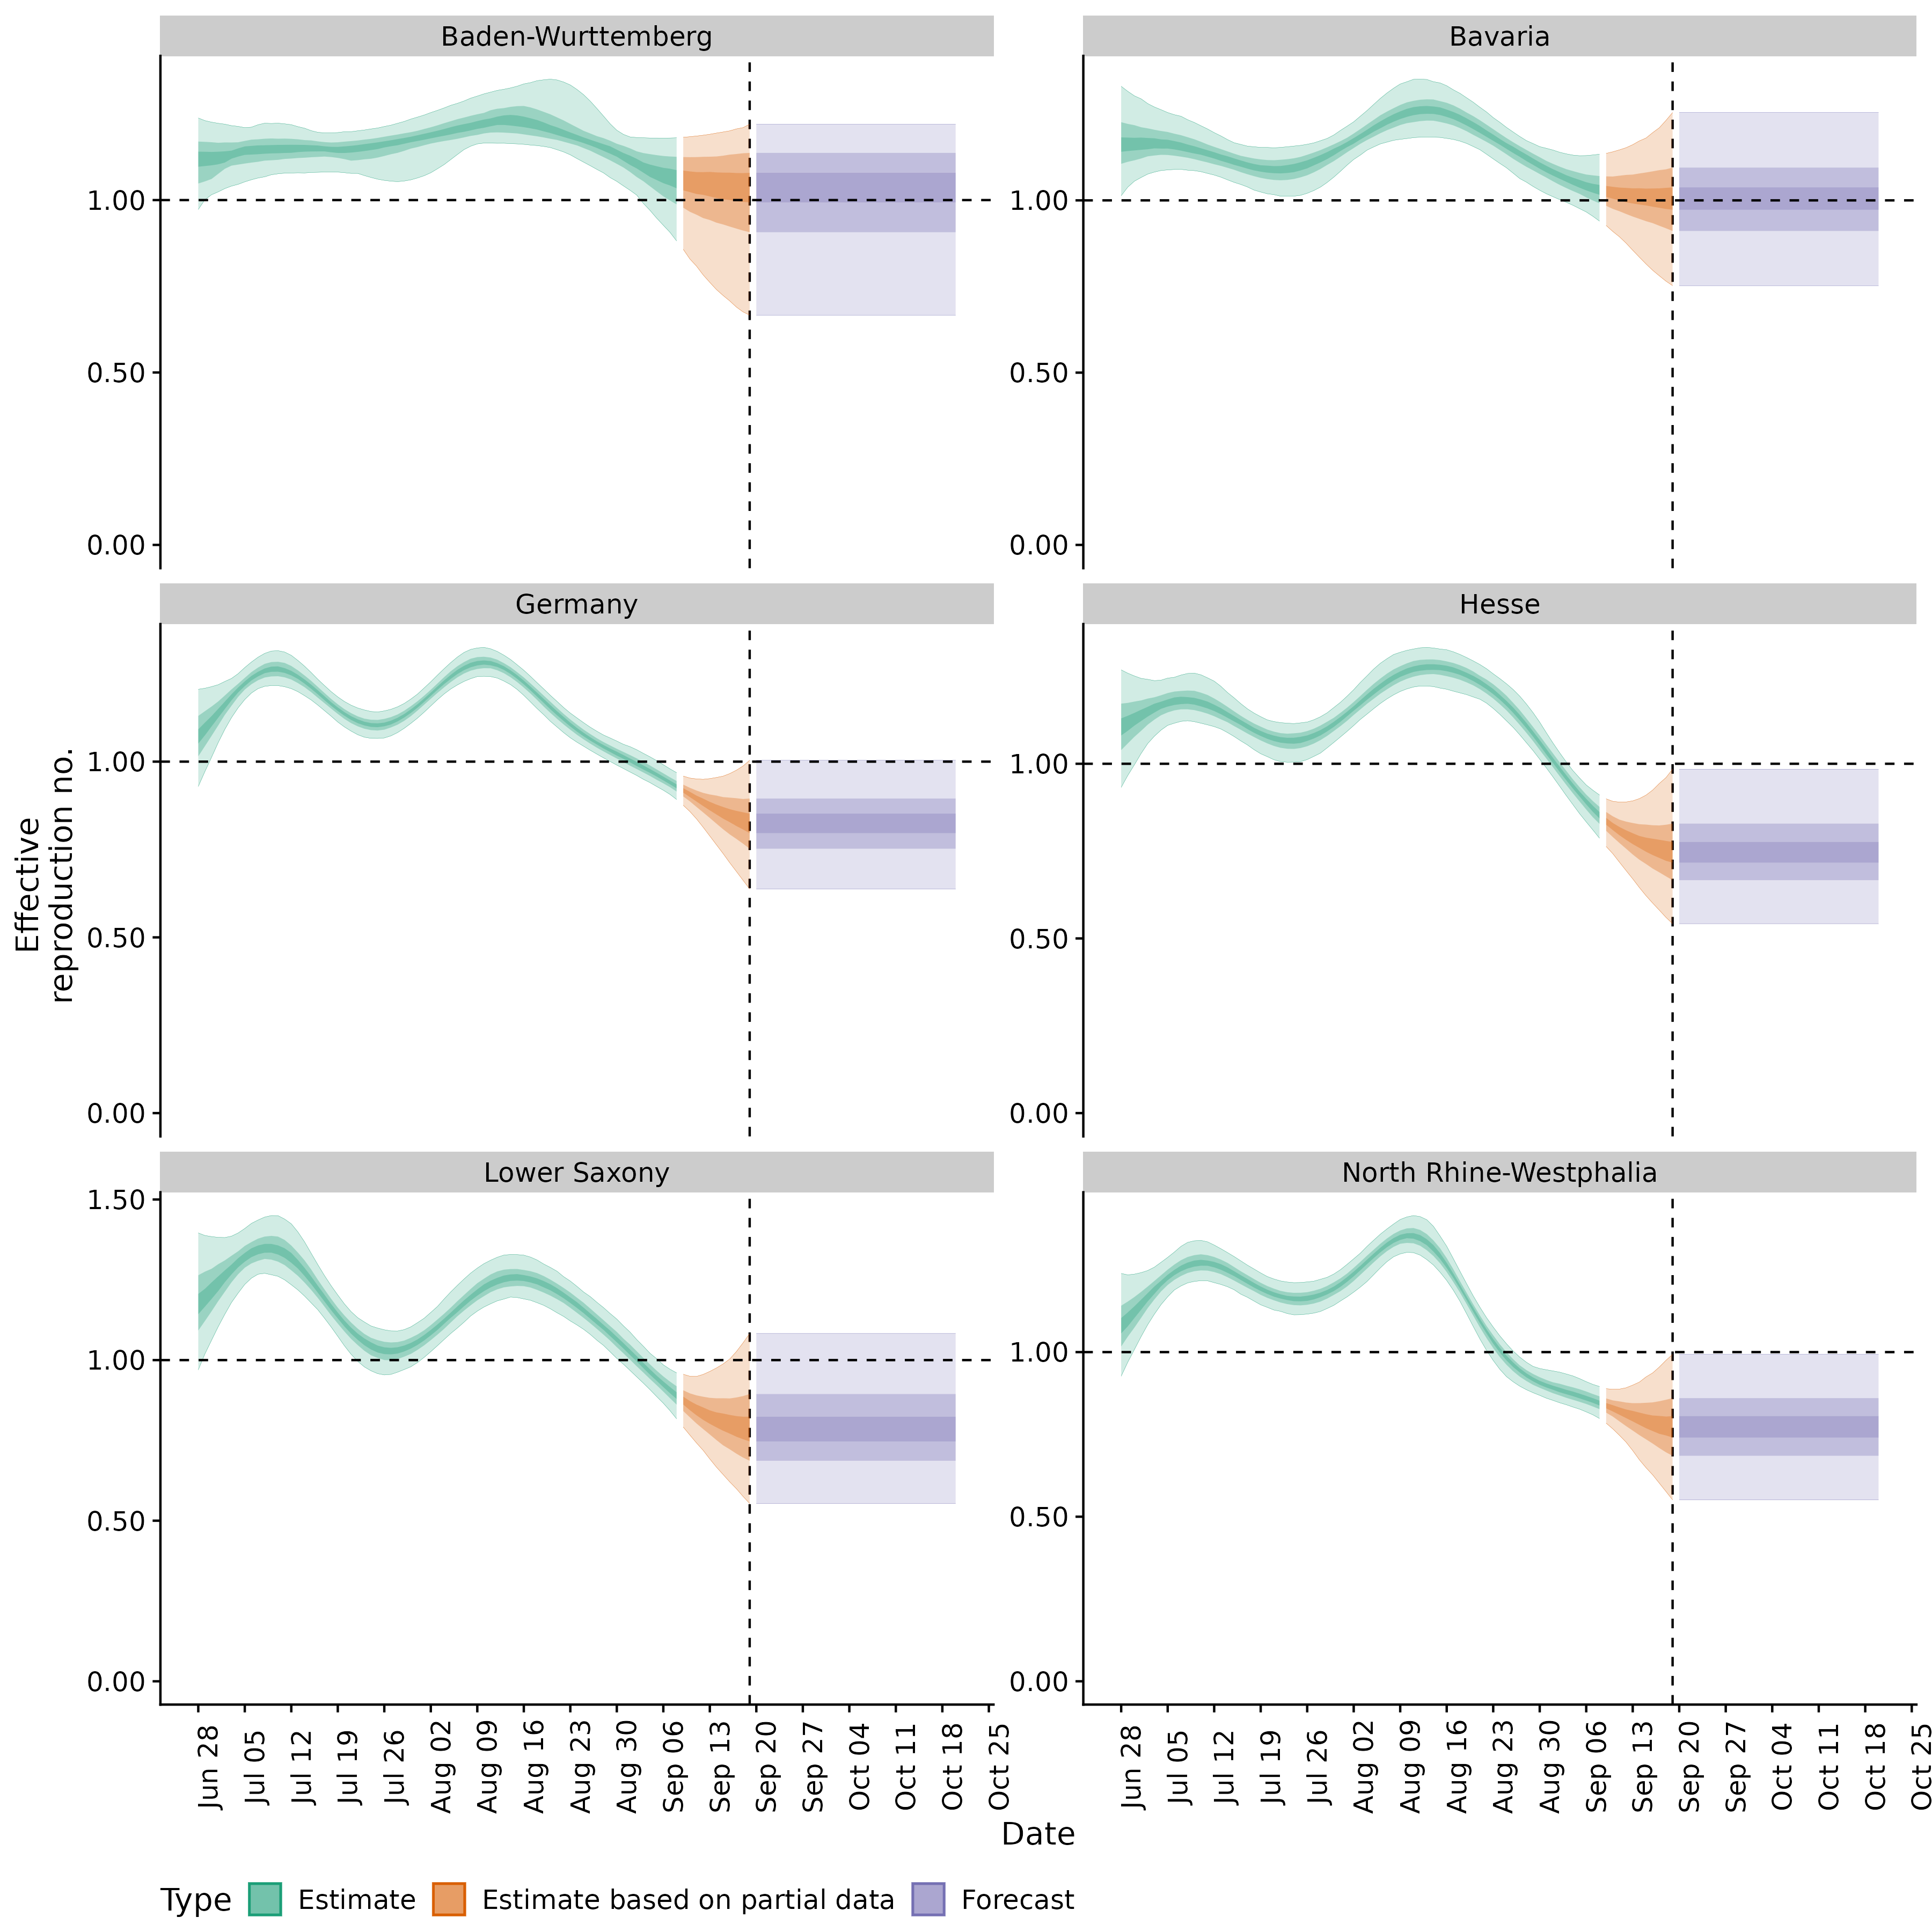 Baden-Wurttemberg
Bavaria
1.00
0.50
0.00
1.00
0.50
0.00
Germany
Hesse
1.00
0.50
0.00
1.00
0.50
0.00
Effective
reproduction no.
Lower Saxony
North Rhine-Westphalia
1.50
1.00
0.50
0.00
1.00
0.50
0.00
Jun 28
Jul 05
Jul 12
Jul 19
Jul 26
Aug 02
Aug 09
Aug 16
Aug 23
Aug 30
Sep 06
Sep 13
Sep 20
Sep 27
Oct 04
Oct 11
Oct 18
Oct 25
Jun 28
Jul 05
Jul 12
Jul 19
Jul 26
Aug 02
Aug 09
Aug 16
Aug 23
Aug 30
Sep 06
Sep 13
Sep 20
Sep 27
Oct 04
Oct 11
Oct 18
Oct 25
Date
Type Estimate Estimate based on partial data Forecast